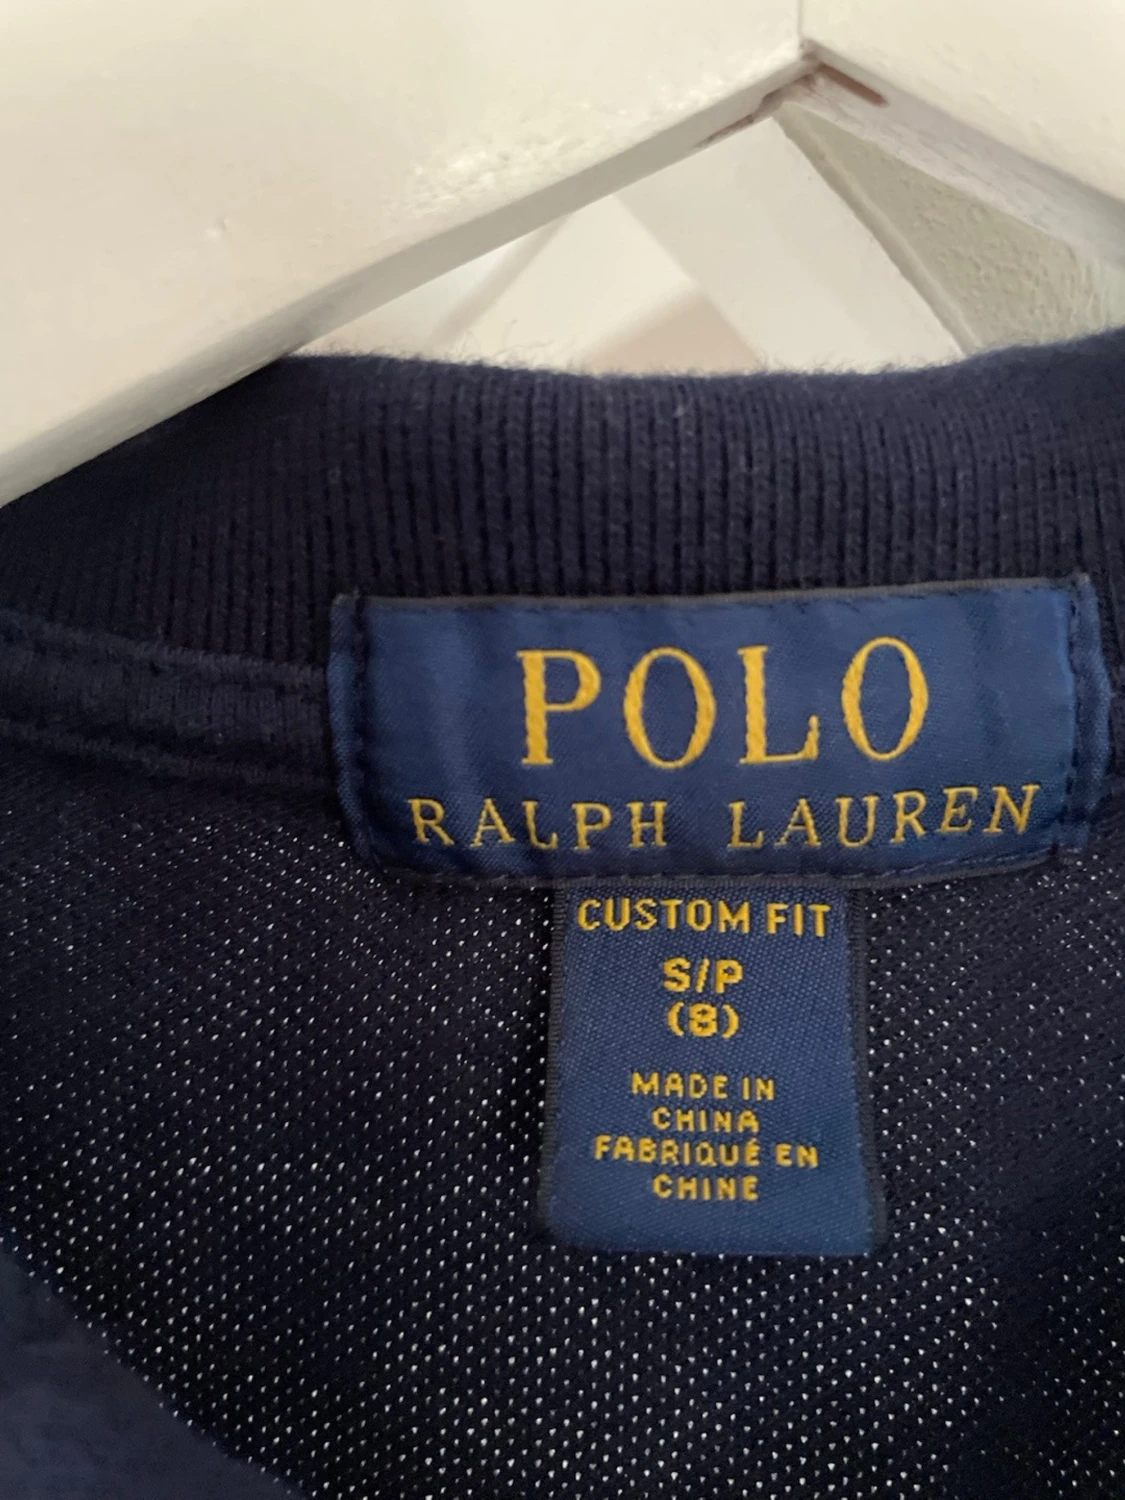 POLO
RALPH LAUREN
CUSTOM FIT
S/P
(8)
MADE IN
CHINA
FABRIQUÉ EN
CHINE